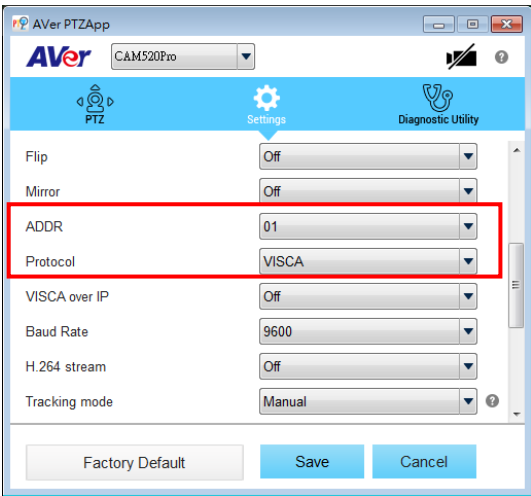 AVer PTZApp
AVer CAM520Pro ?
PTZ Settings Diagnostic Utility
Flip Off
Mirror Off
ADDR 01
Protocol VISCA
VISCA over IP Off
Baud Rate 9600
H.264 stream Off
Tracking mode Manual ?
Factory Default Save Cancel